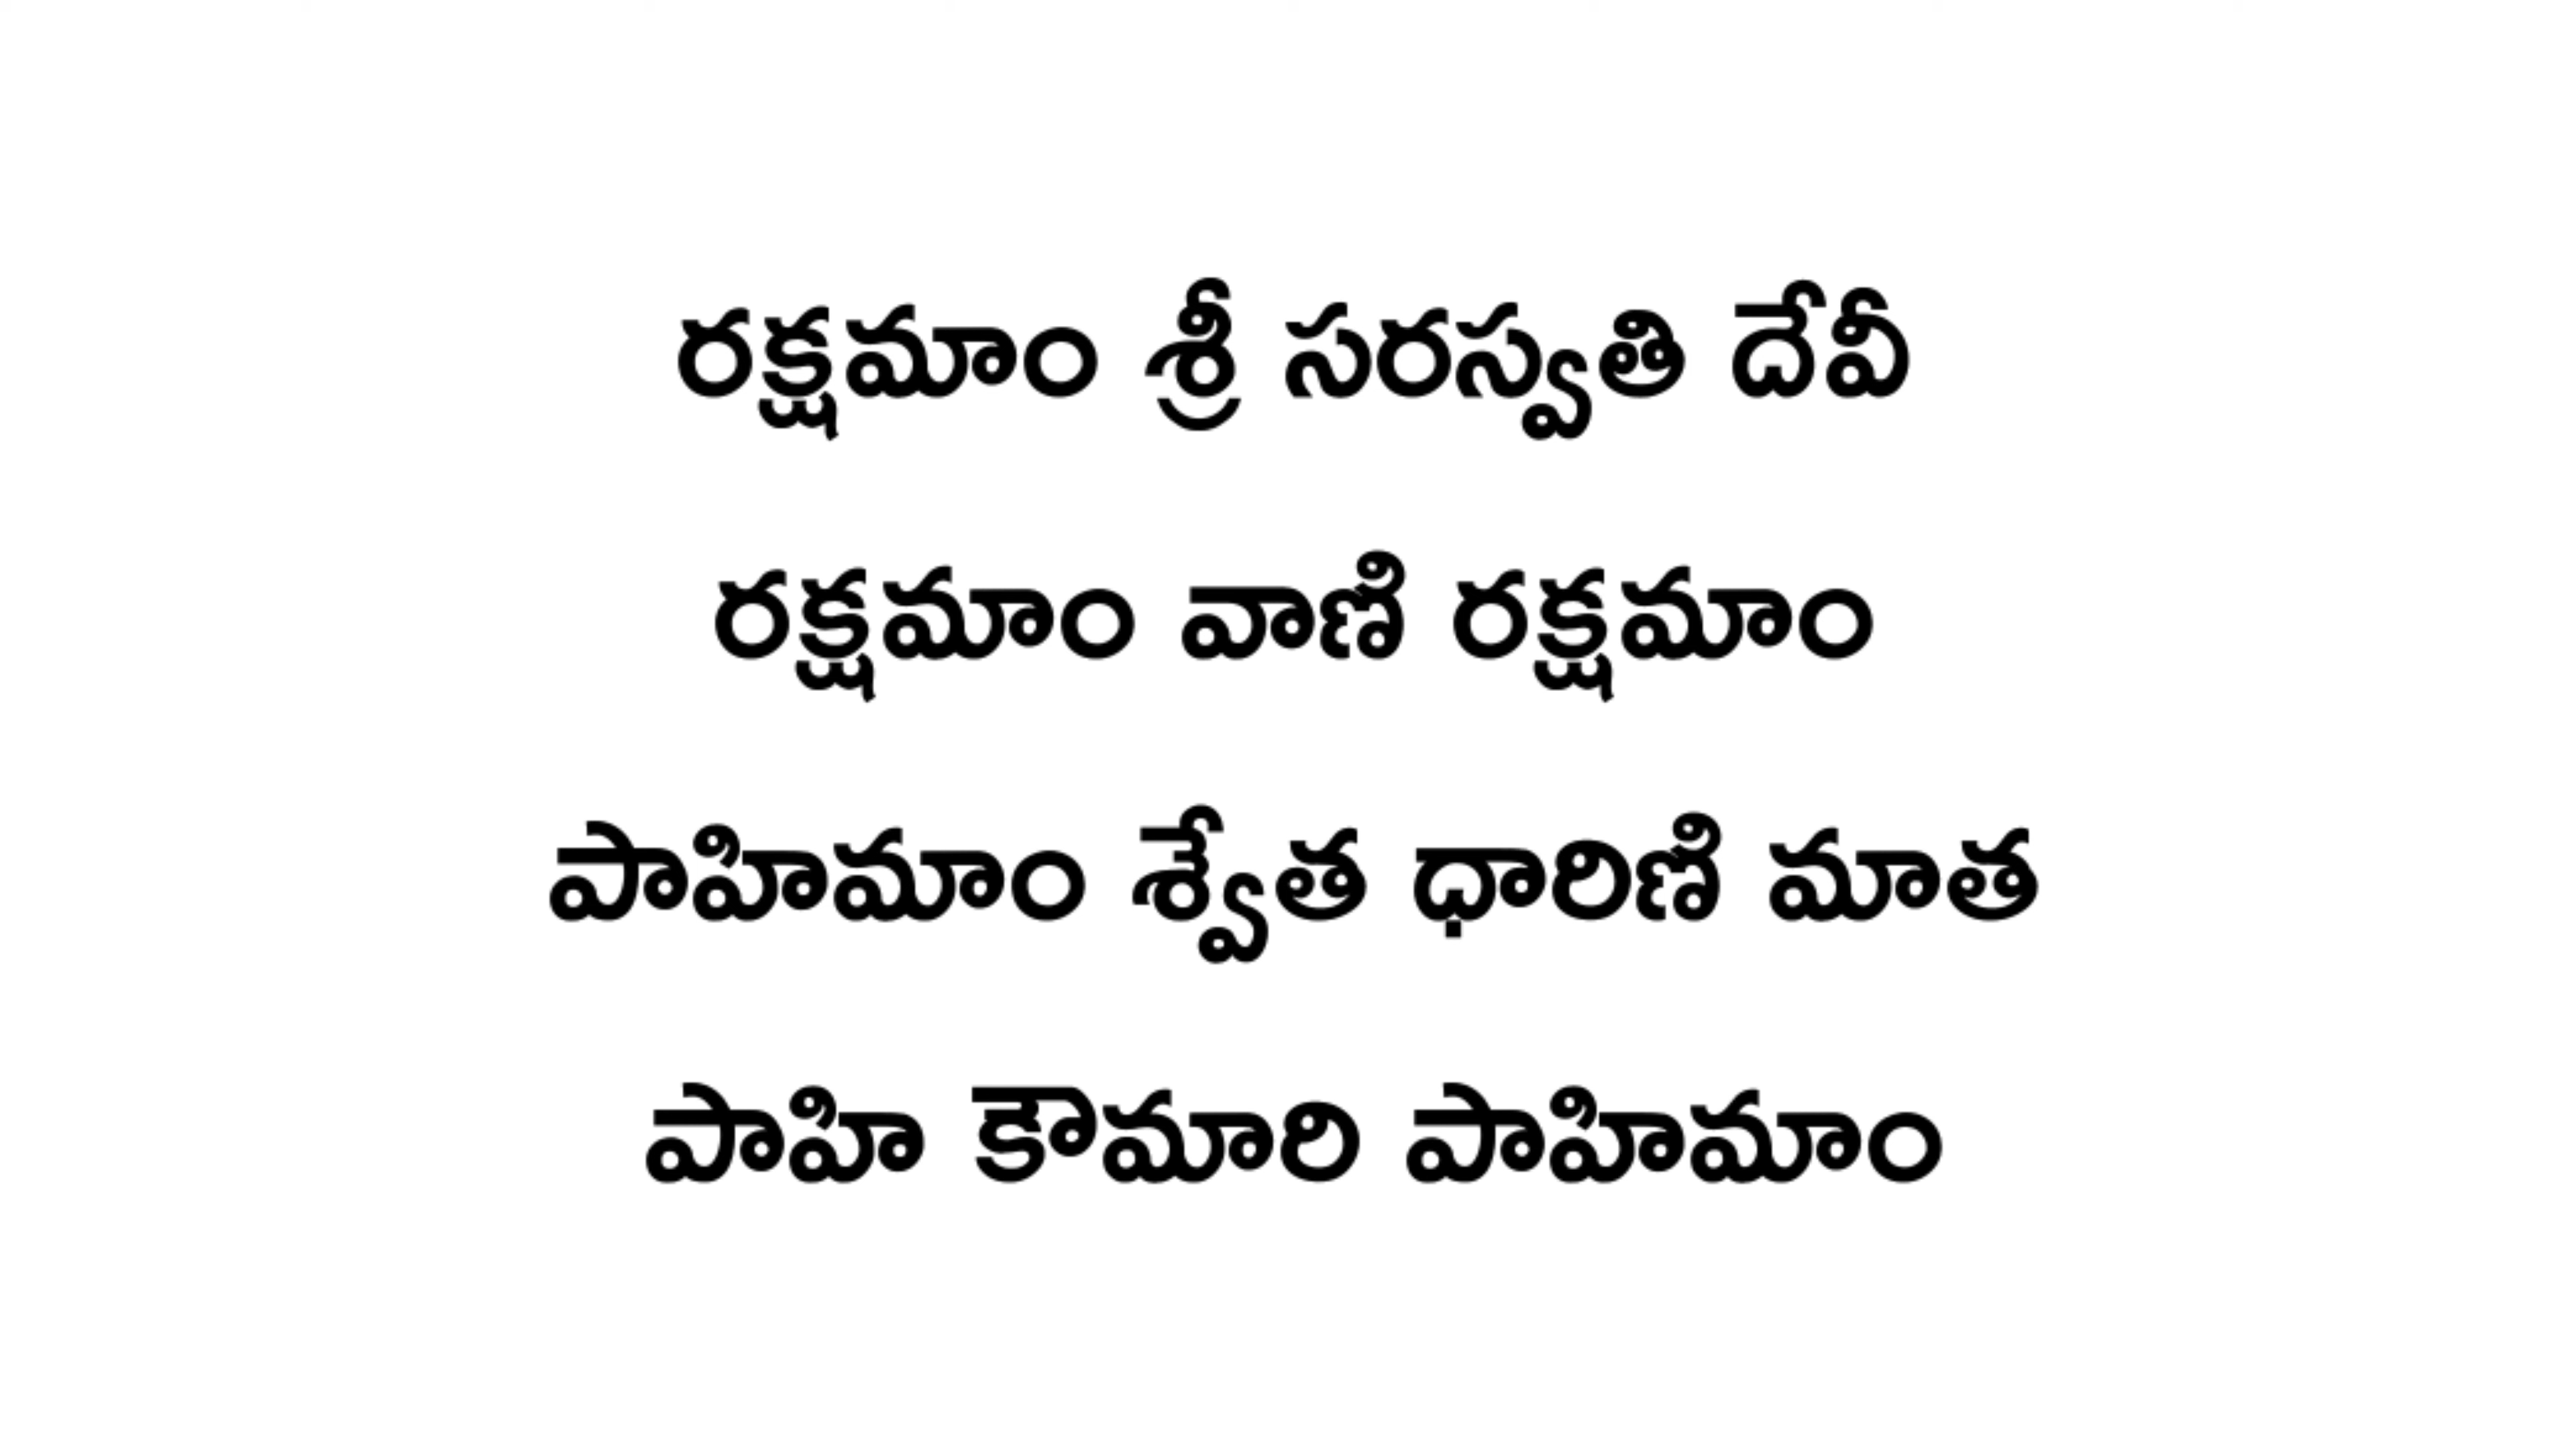 రక్షమాం శ్రీ సరస్వతి దేవీ
రక్షమాం వాణి రక్షమాం
పాహిమాం శ్వేత ధారిణి మాత
పాహి కౌమారి పాహిమాం